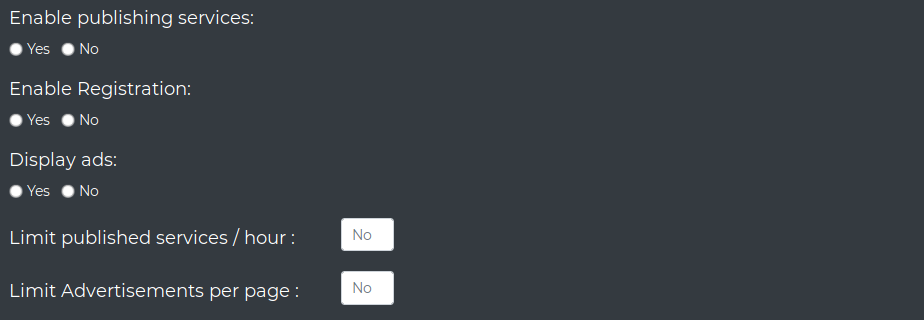 Enable publishing services:
Yes No
Enable Registration:
Yes No
Display ads:
Yes No
Limit published services / hour : No
Limit Advertisements per page : No